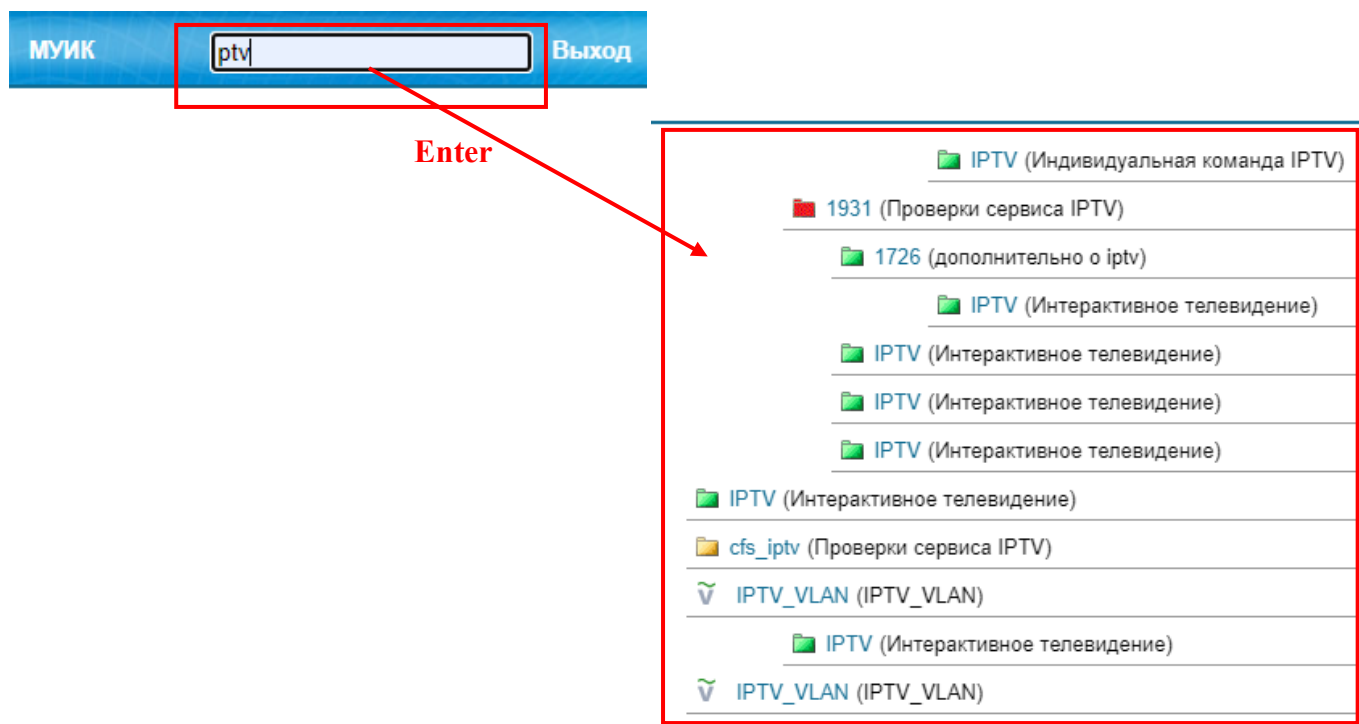 МУИК ptv Выход
Enter
IPTV (Индивидуальная команда IPTV)
1931 (Проверки сервиса IPTV)
1726 (дополнительно о iptv)
IPTV (Интерактивное телевидение)
IPTV (Интерактивное телевидение)
IPTV (Интерактивное телевидение)
IPTV (Интерактивное телевидение)
IPTV (Интерактивное телевидение)
cfs_iptv (Проверки сервиса IPTV)
IPTV_VLAN (IPTV_VLAN)
IPTV (Интерактивное телевидение)
IPTV_VLAN (IPTV_VLAN)